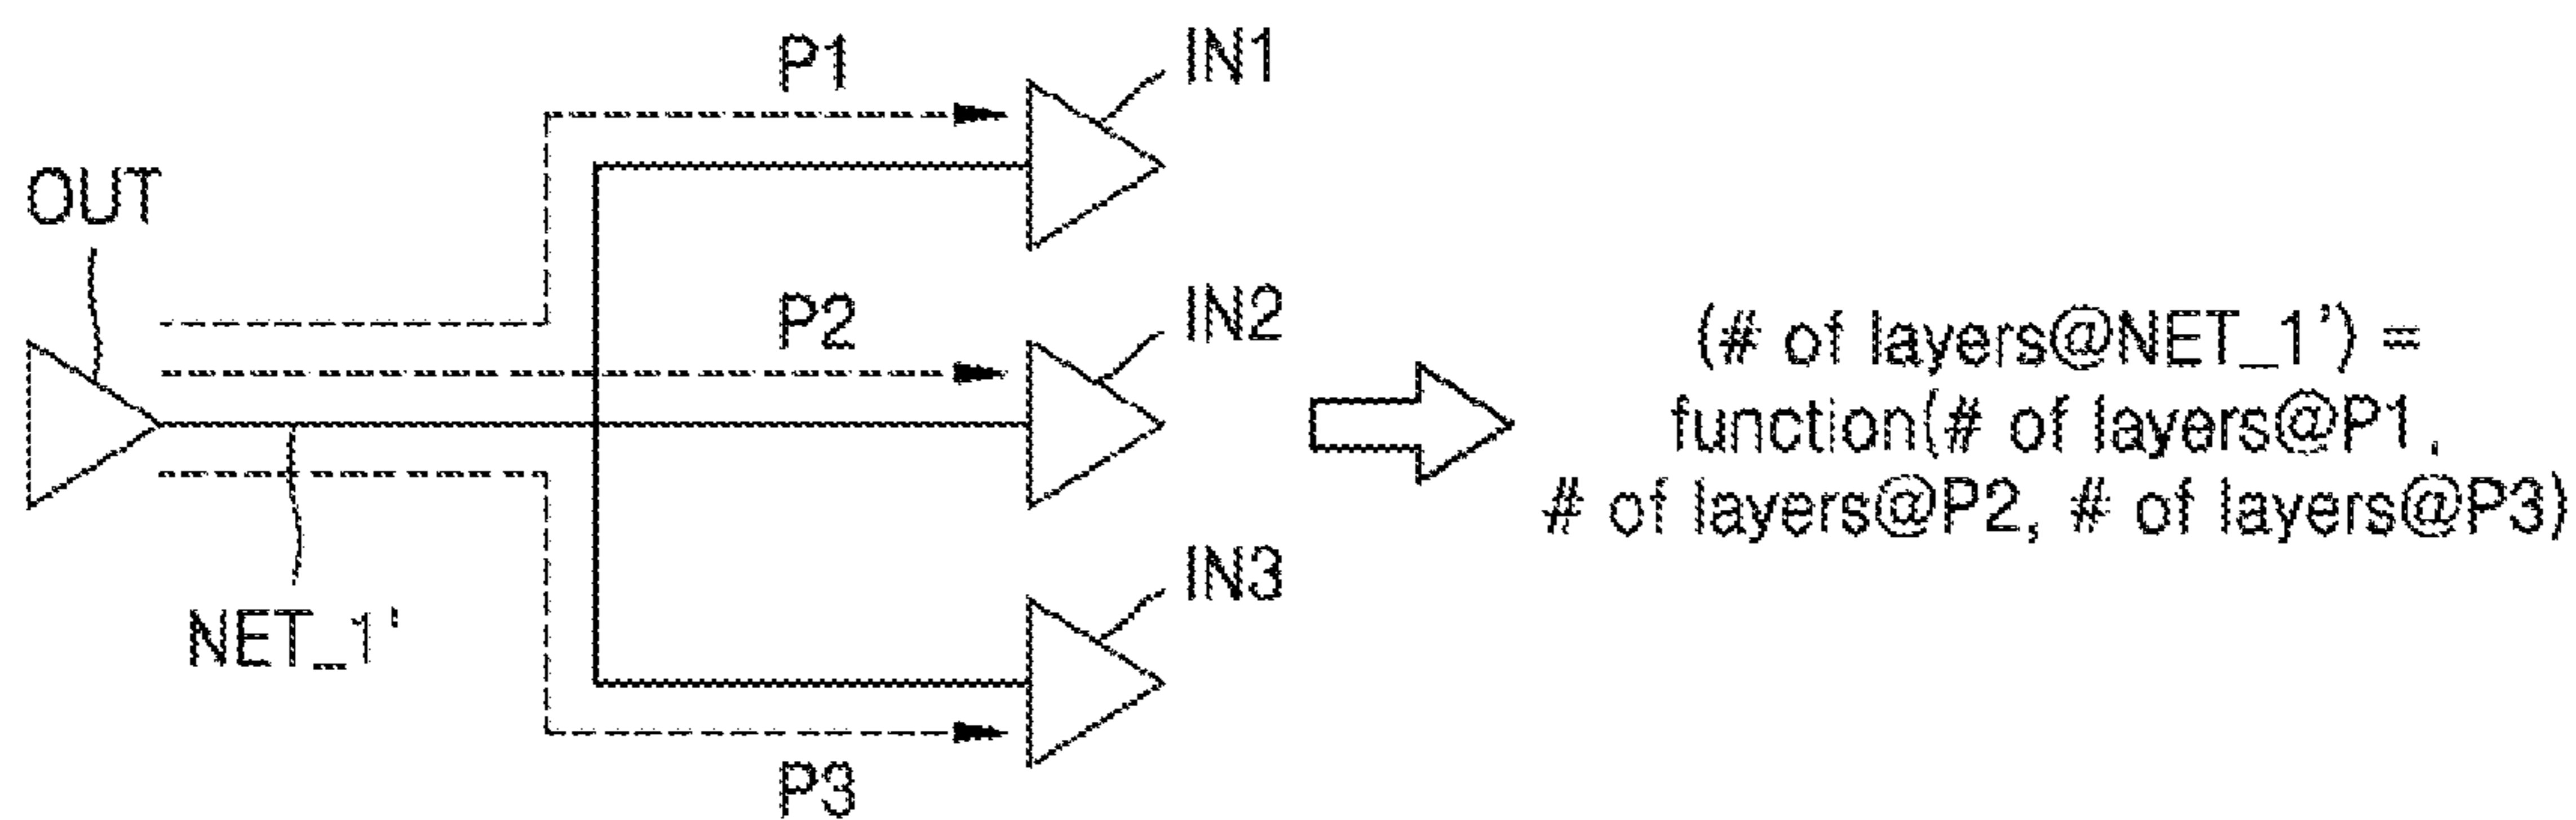 P1
IN1
OUT
P2
IN2
NET_1'
IN3
P3
(# of layers@NET_1’) =
function(# of layers@P1,
# of layers@P2, # of layers@P3)